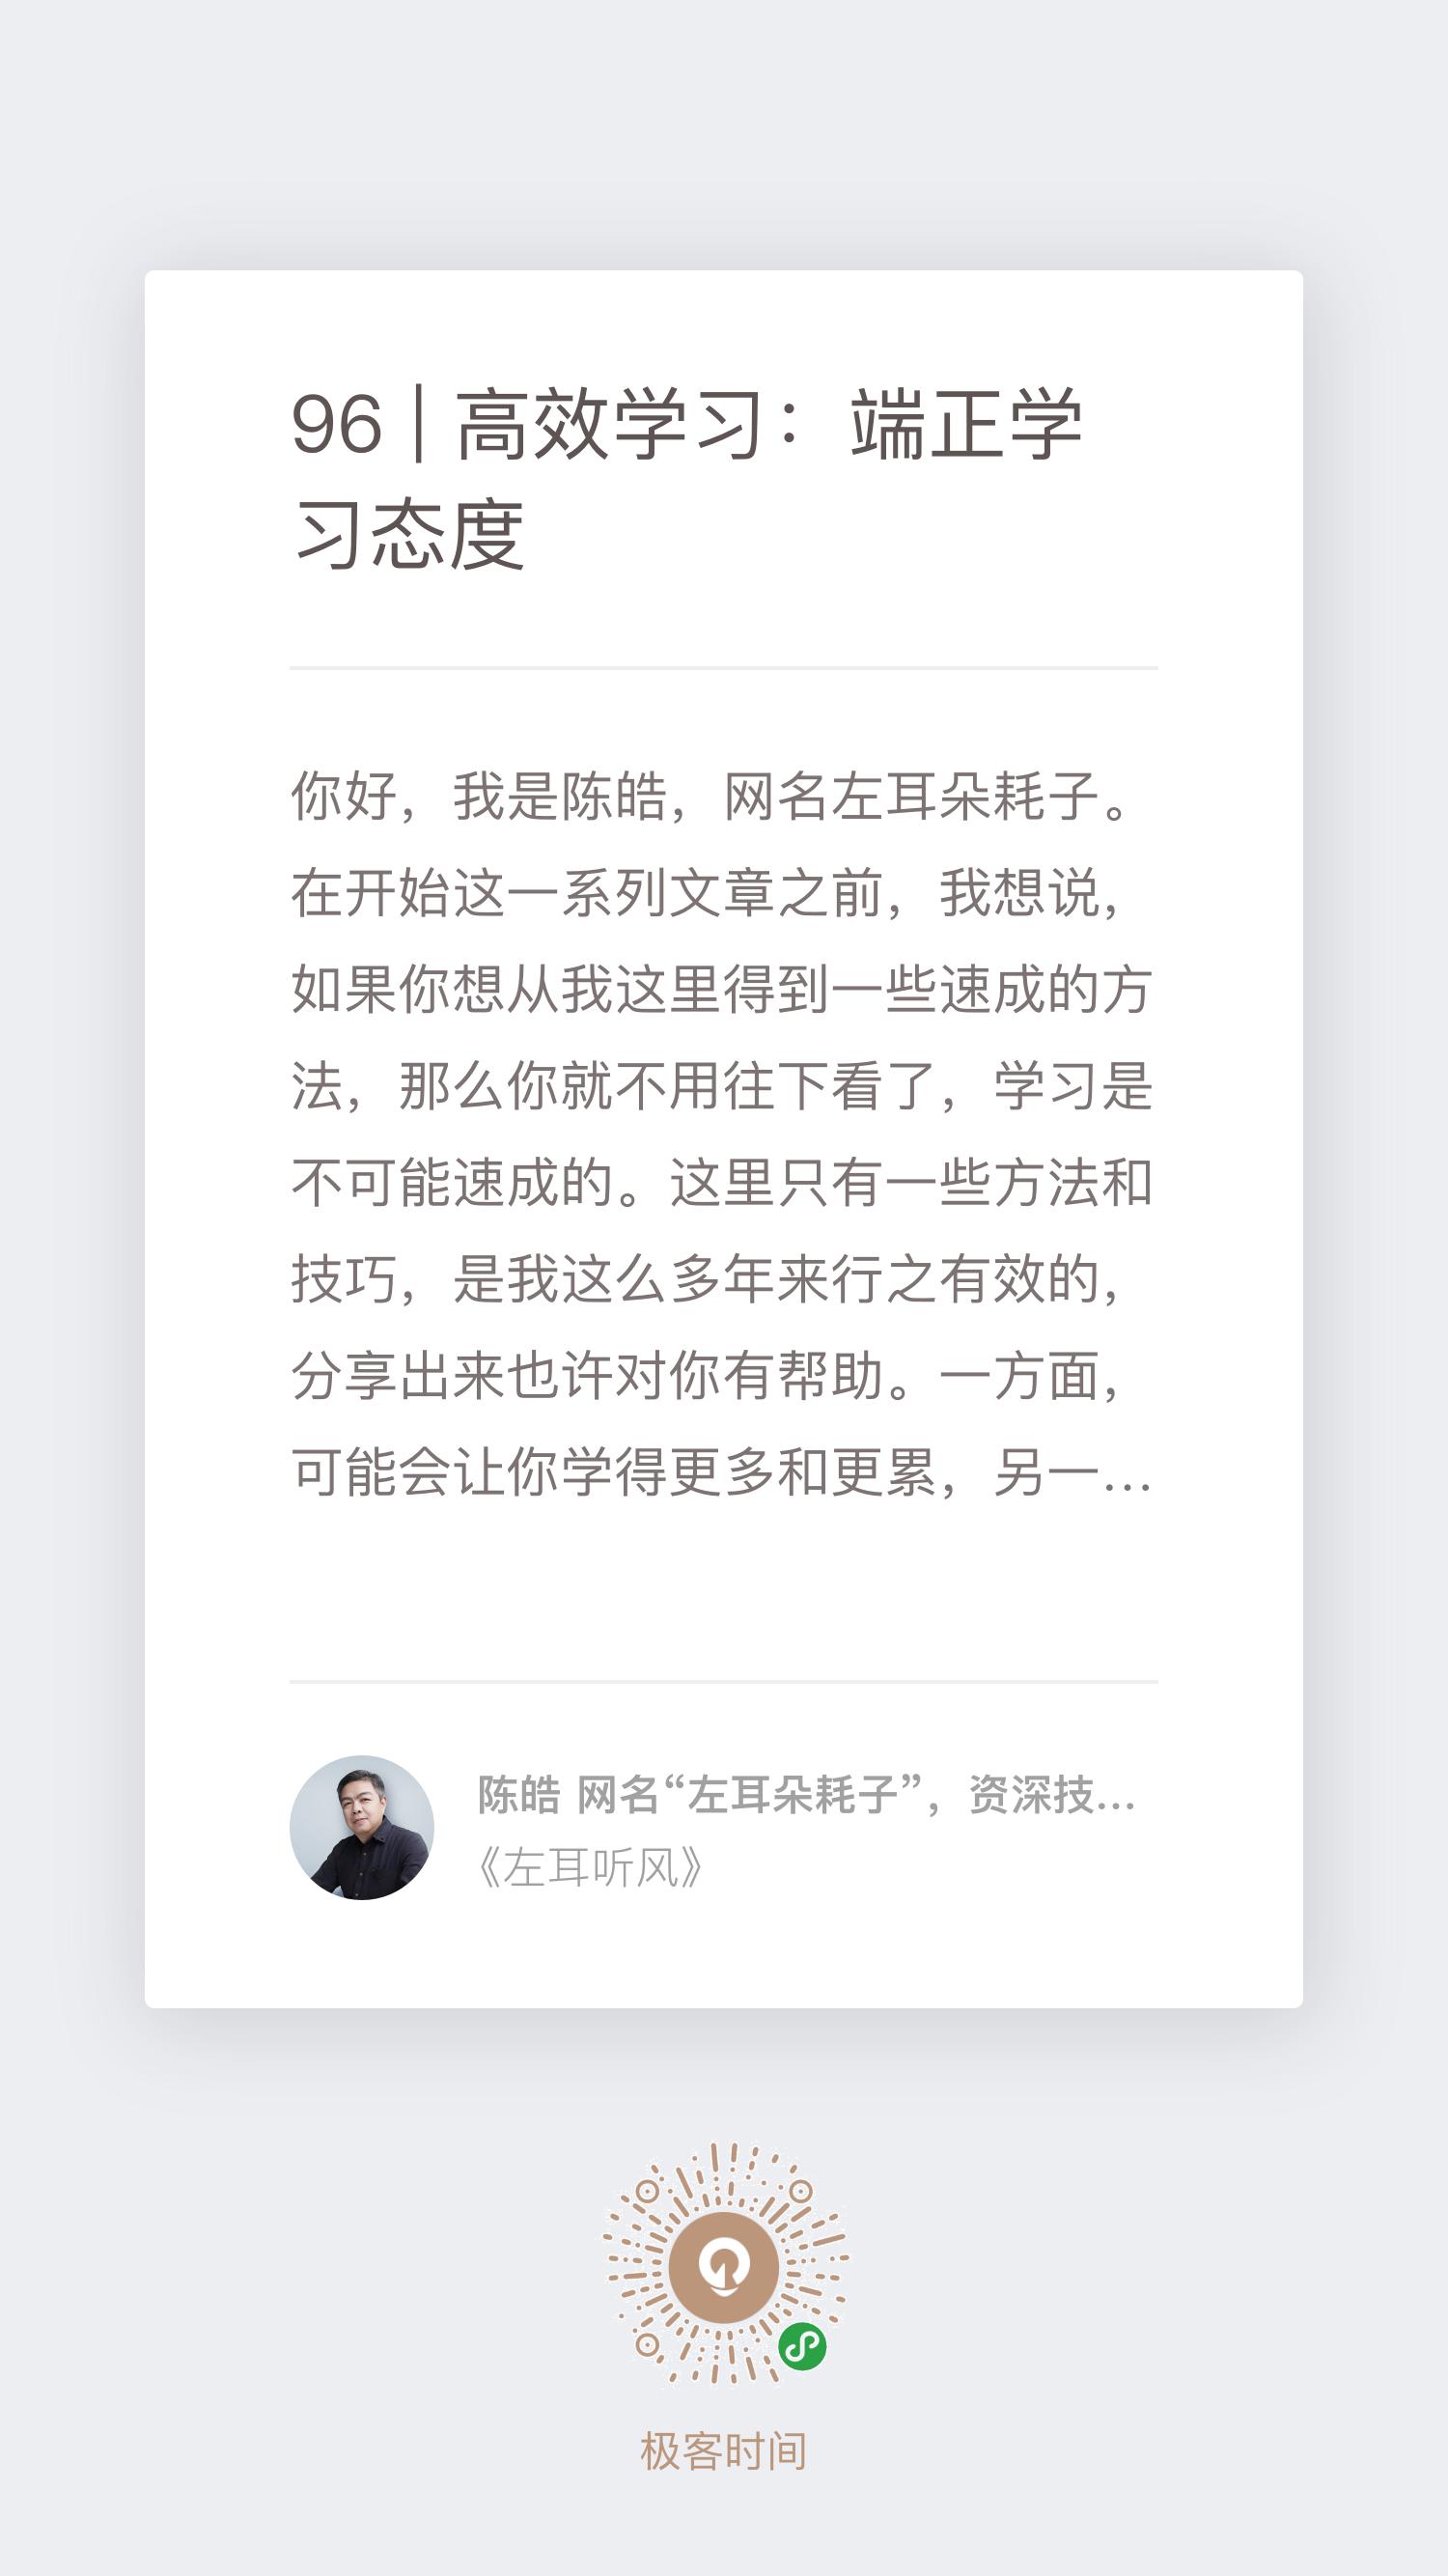 96 | 高效学习：端正学
习态度
你好，我是陈皓，网名左耳朵耗子。
在开始这一系列文章之前，我想说，
如果你想从我这里得到一些速成的方
法，那么你就不用往下看了，学习是
不可能速成的。这里只有一些方法和
技巧，是我这么多年来行之有效的，
分享出来也许对你有帮助。一方面，
可能会让你学得更多和更累，另一...
陈皓 网名“左耳朵耗子”，资深技...
《左耳听风》
极客时间